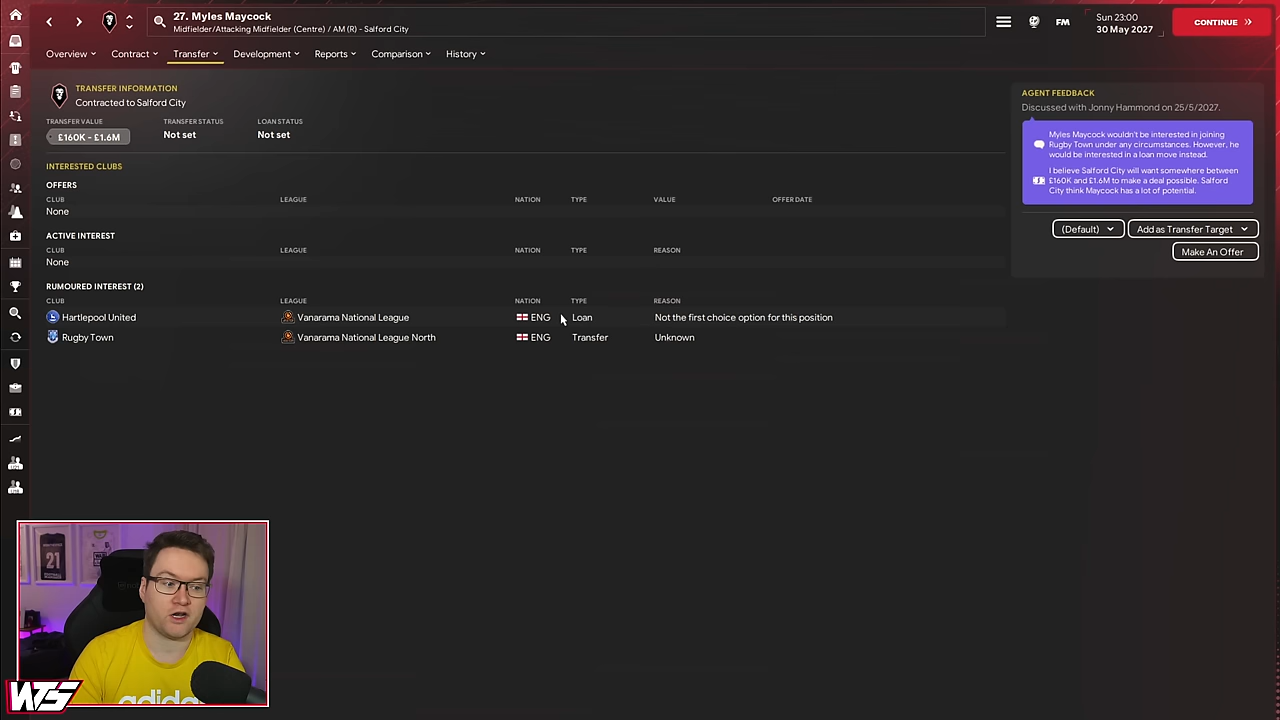 27. Myles Maycock
Midfielder/Attacking Midfielder (Centre) / AM (R) - Salford City
FM
Sun 23:00
30 May 2027
CONTINUE
Overview
Contract
Transfer
Development
Reports
Comparison
History
TRANSFER INFORMATION
Contracted to Salford City
TRANSFER VALUE
TRANSFER STATUS
LOAN STATUS
£160K - £1.6M
Not set
Not set
INTERESTED CLUBS
OFFERS
CLUB LEAGUE NATION TYPE VALUE OFFER DATE
None
ACTIVE INTEREST
CLUB LEAGUE NATION TYPE REASON
None
RUMOURED INTEREST (2)
CLUB LEAGUE NATION TYPE REASON
Hartlepool United Vanarama National League ENG Loan Not the first choice option for this position
Rugby Town Vanarama National League North ENG Transfer Unknown
AGENT FEEDBACK
Discussed with Jonny Hammond on 25/5/2027.
Myles Maycock wouldn't be interested in joining
Rugby Town under any circumstances. However, he
would be interested in a loan move instead.
I believe Salford City will want somewhere between
£160K and £1.6M to make a deal possible. Salford
City think Maycock has a lot of potential.
(Default)
Add as Transfer Target
Make An Offer
21
adidas
WTS